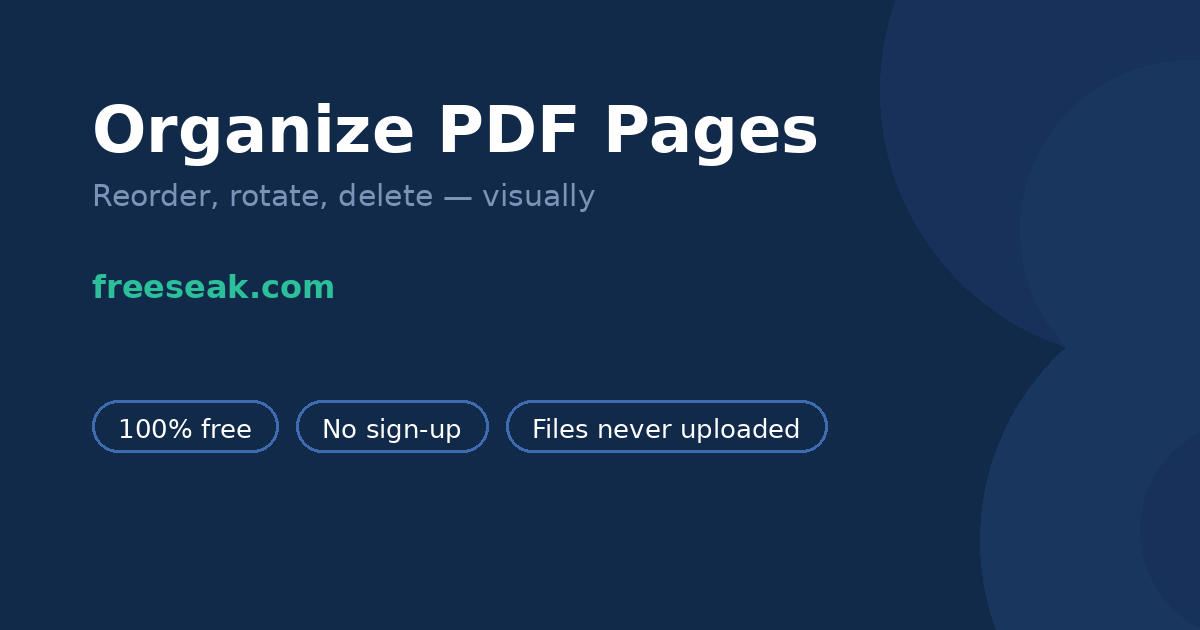 Organize PDF Pages
Reorder, rotate, delete — visually
freeseak.com
100% free
No sign-up
Files never uploaded